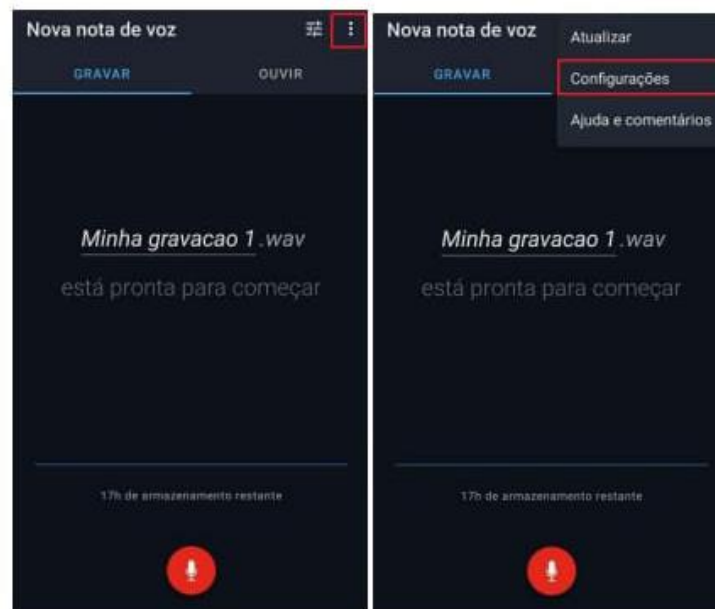 Nova nota de voz
GRAVAR OUVIR
Minha gravacao 1.wav
está pronta para começar
17h de armazenamento restante
Nova nota de voz
GRAVAR
Atualizar
Configurações
Ajuda e comentários
Minha gravacao 1.wav
está pronta para começar
17h de armazenamento restante